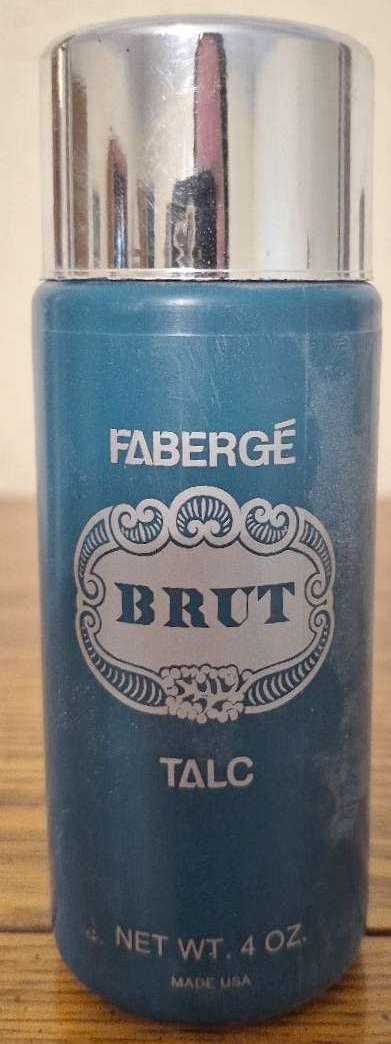 FABERGÉ
BRUT
TALC
NET WT. 4 OZ.
MADE USA